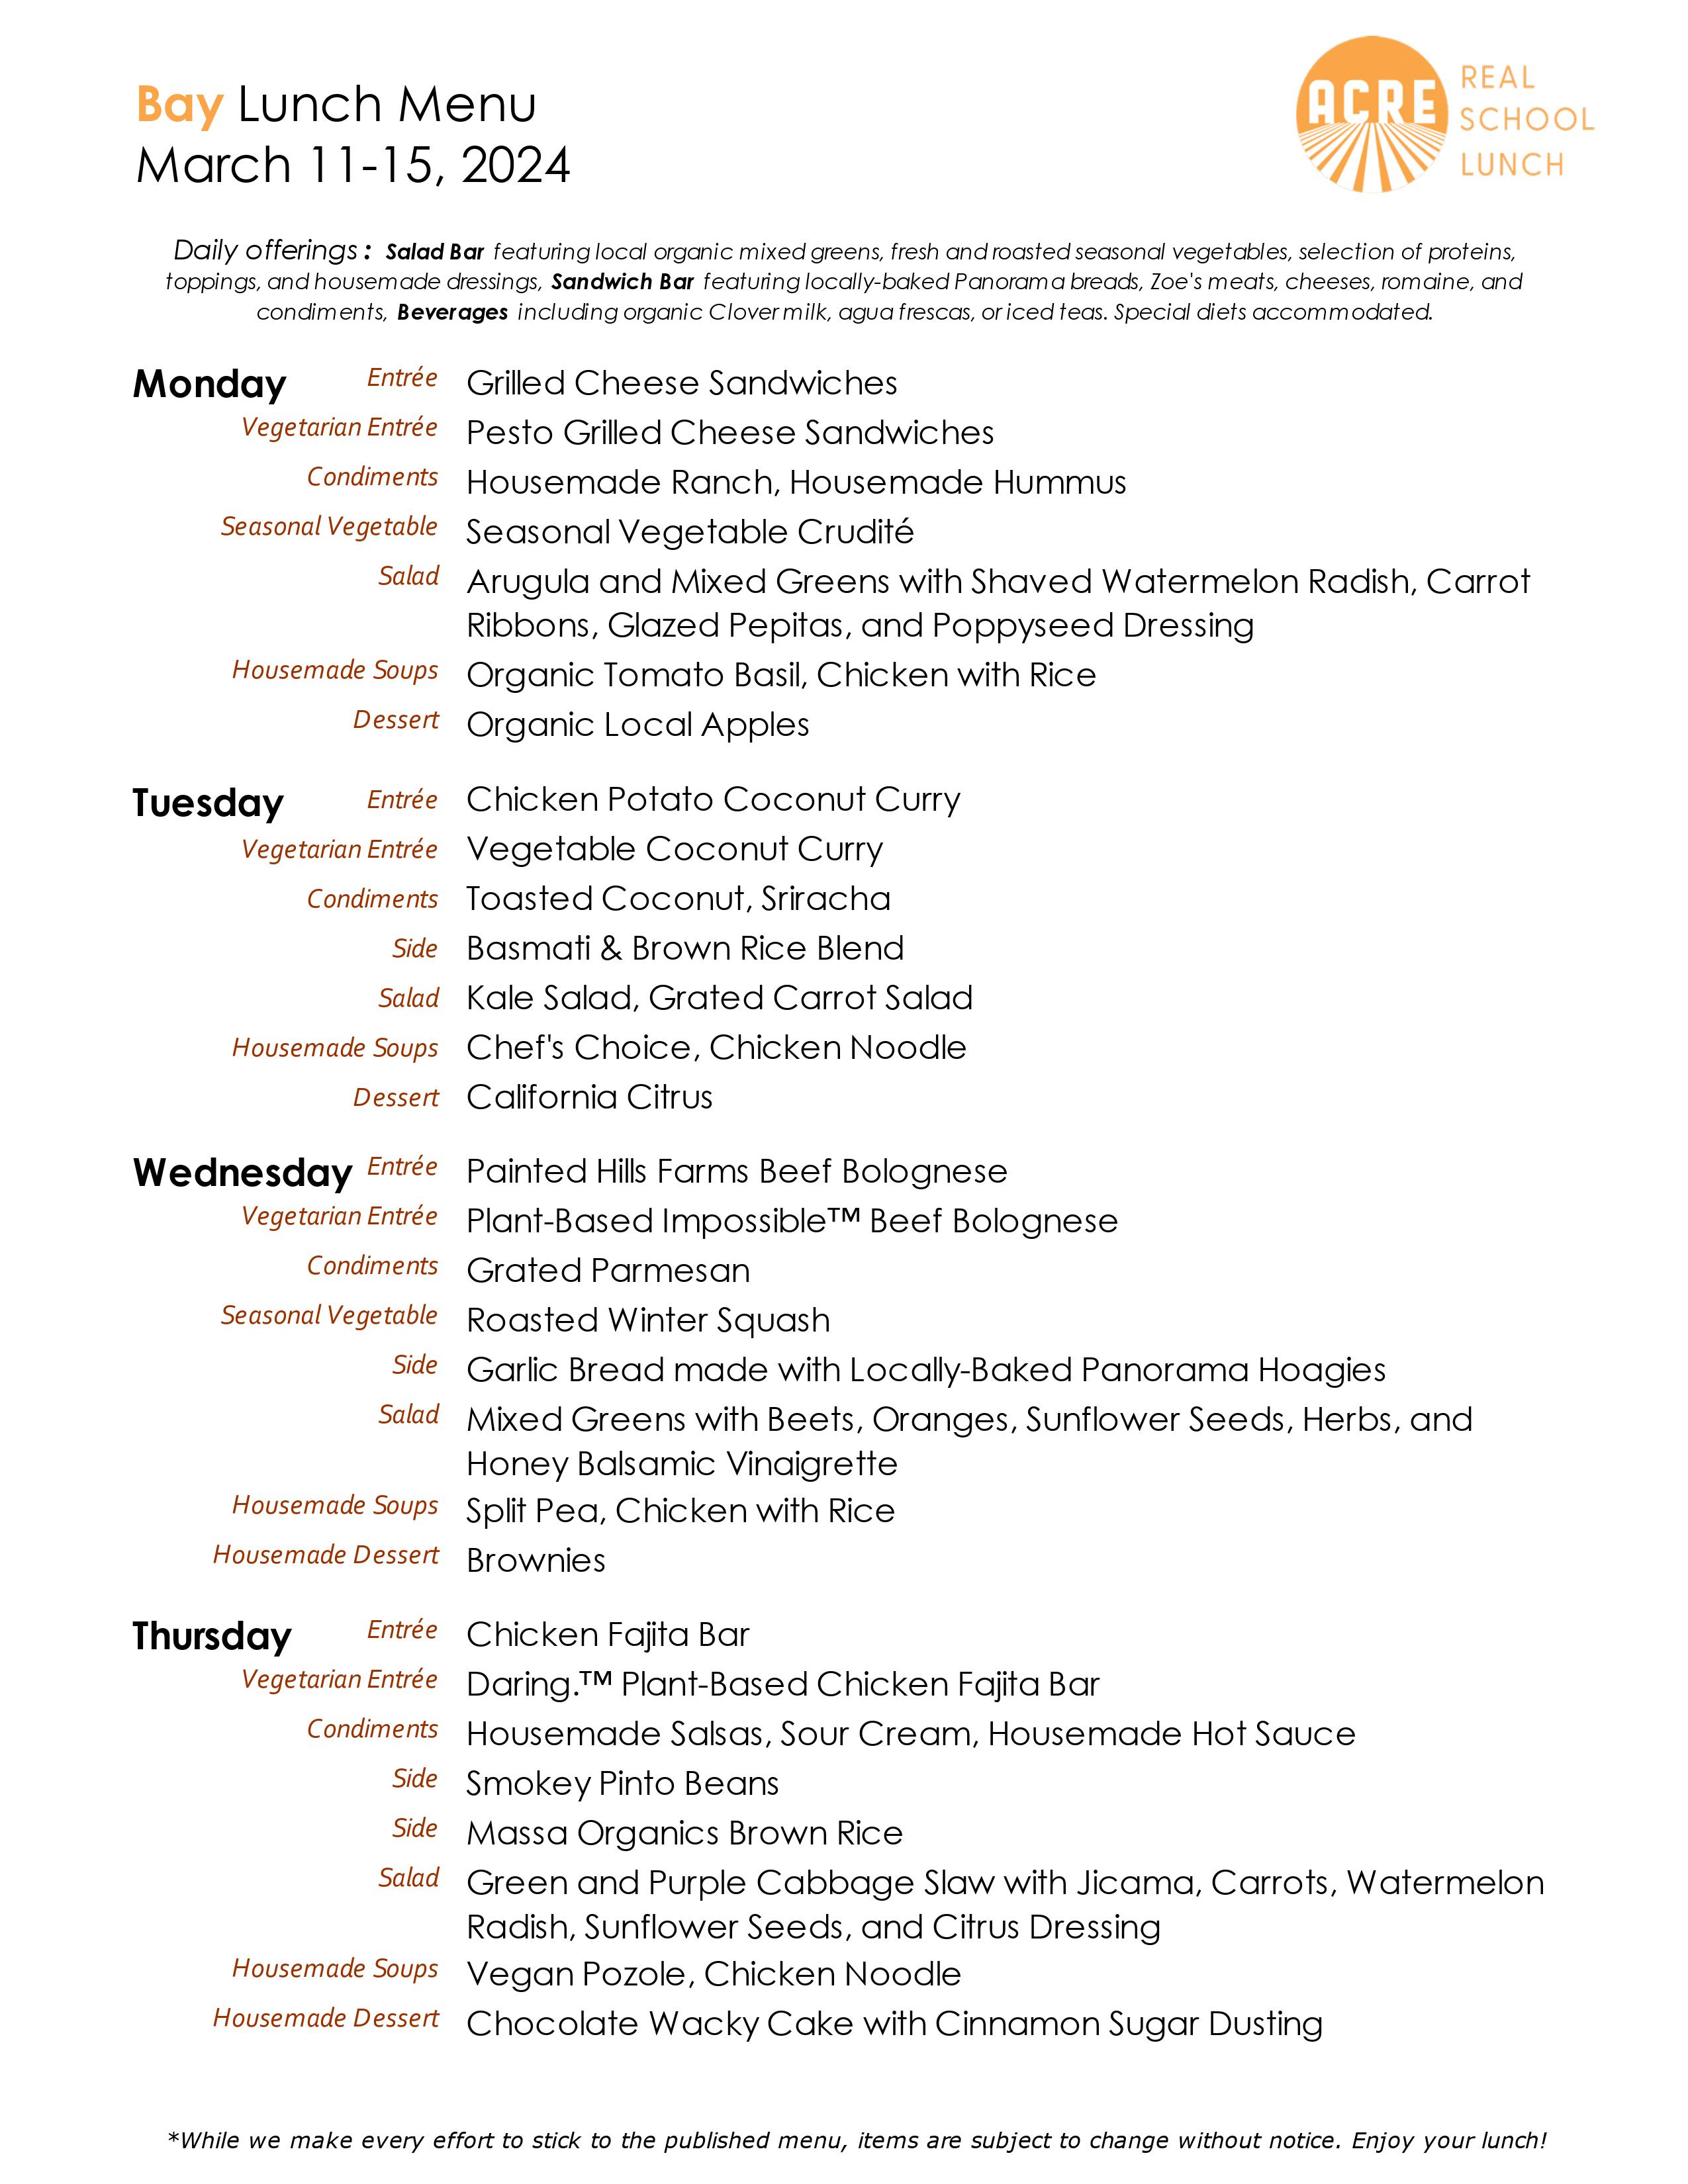 Bay Lunch Menu
March 11-15, 2024
ACRE
REAL
SCHOOL
LUNCH
Daily offerings : Salad Bar featuring local organic mixed greens, fresh and roasted seasonal vegetables, selection of proteins,
toppings, and housemade dressings, Sandwich Bar featuring locally-baked Panorama breads, Zoe's meats, cheeses, romaine, and
condiments, Beverages including organic Clover milk, agua frescas, or iced teas. Special diets accommodated.
Monday Entrée Grilled Cheese Sandwiches
Vegetarian Entrée Pesto Grilled Cheese Sandwiches
Condiments Housemade Ranch, Housemade Hummus
Seasonal Vegetable Seasonal Vegetable Crudité
Salad Arugula and Mixed Greens with Shaved Watermelon Radish, Carrot
Ribbons, Glazed Pepitas, and Poppyseed Dressing
Housemade Soups Organic Tomato Basil, Chicken with Rice
Dessert Organic Local Apples
Tuesday Entrée Chicken Potato Coconut Curry
Vegetarian Entrée Vegetable Coconut Curry
Condiments Toasted Coconut, Sriracha
Side Basmati & Brown Rice Blend
Salad Kale Salad, Grated Carrot Salad
Housemade Soups Chef's Choice, Chicken Noodle
Dessert California Citrus
Wednesday Entrée Painted Hills Farms Beef Bolognese
Vegetarian Entrée Plant-Based Impossible™ Beef Bolognese
Condiments Grated Parmesan
Seasonal Vegetable Roasted Winter Squash
Side Garlic Bread made with Locally-Baked Panorama Hoagies
Salad Mixed Greens with Beets, Oranges, Sunflower Seeds, Herbs, and
Honey Balsamic Vinaigrette
Housemade Soups Split Pea, Chicken with Rice
Housemade Dessert Brownies
Thursday Entrée Chicken Fajita Bar
Vegetarian Entrée Daring.™ Plant-Based Chicken Fajita Bar
Condiments Housemade Salsas, Sour Cream, Housemade Hot Sauce
Side Smokey Pinto Beans
Side Massa Organics Brown Rice
Salad Green and Purple Cabbage Slaw with Jicama, Carrots, Watermelon
Radish, Sunflower Seeds, and Citrus Dressing
Housemade Soups Vegan Pozole, Chicken Noodle
Housemade Dessert Chocolate Wacky Cake with Cinnamon Sugar Dusting
*While we make every effort to stick to the published menu, items are subject to change without notice. Enjoy your lunch!